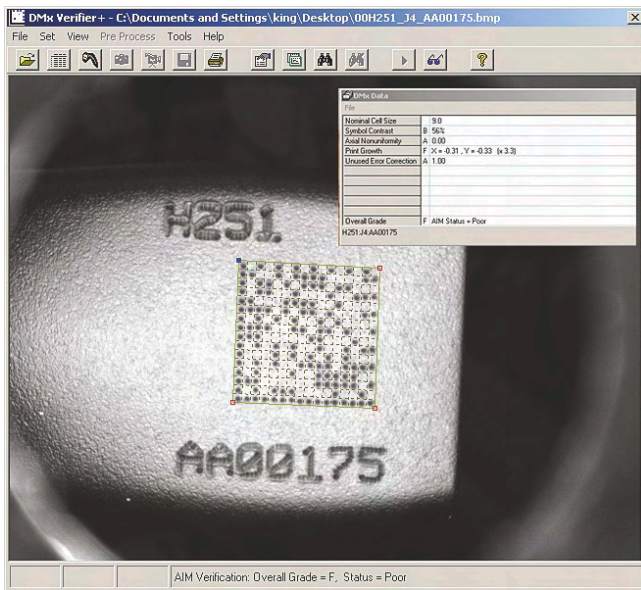 DMx Verifier+ - C:\Documents and Settings\king\Desktop\00H251_J4_AA00175.bmp
File Set View Pre Process Tools Help
DMx Data
File
Nominal Cell Size 9.0
Symbol Contrast B 56%
Axial Nonuniformity A 0.00
Print Growth F X = -0.31 , Y = -0.33 (x 3.3)
Unused Error Correction A 1.00
Overall Grade F AIM Status = Poor
H251:J4:AA00175
H251
AA00175
AIM Verification: Overall Grade = F, Status = Poor